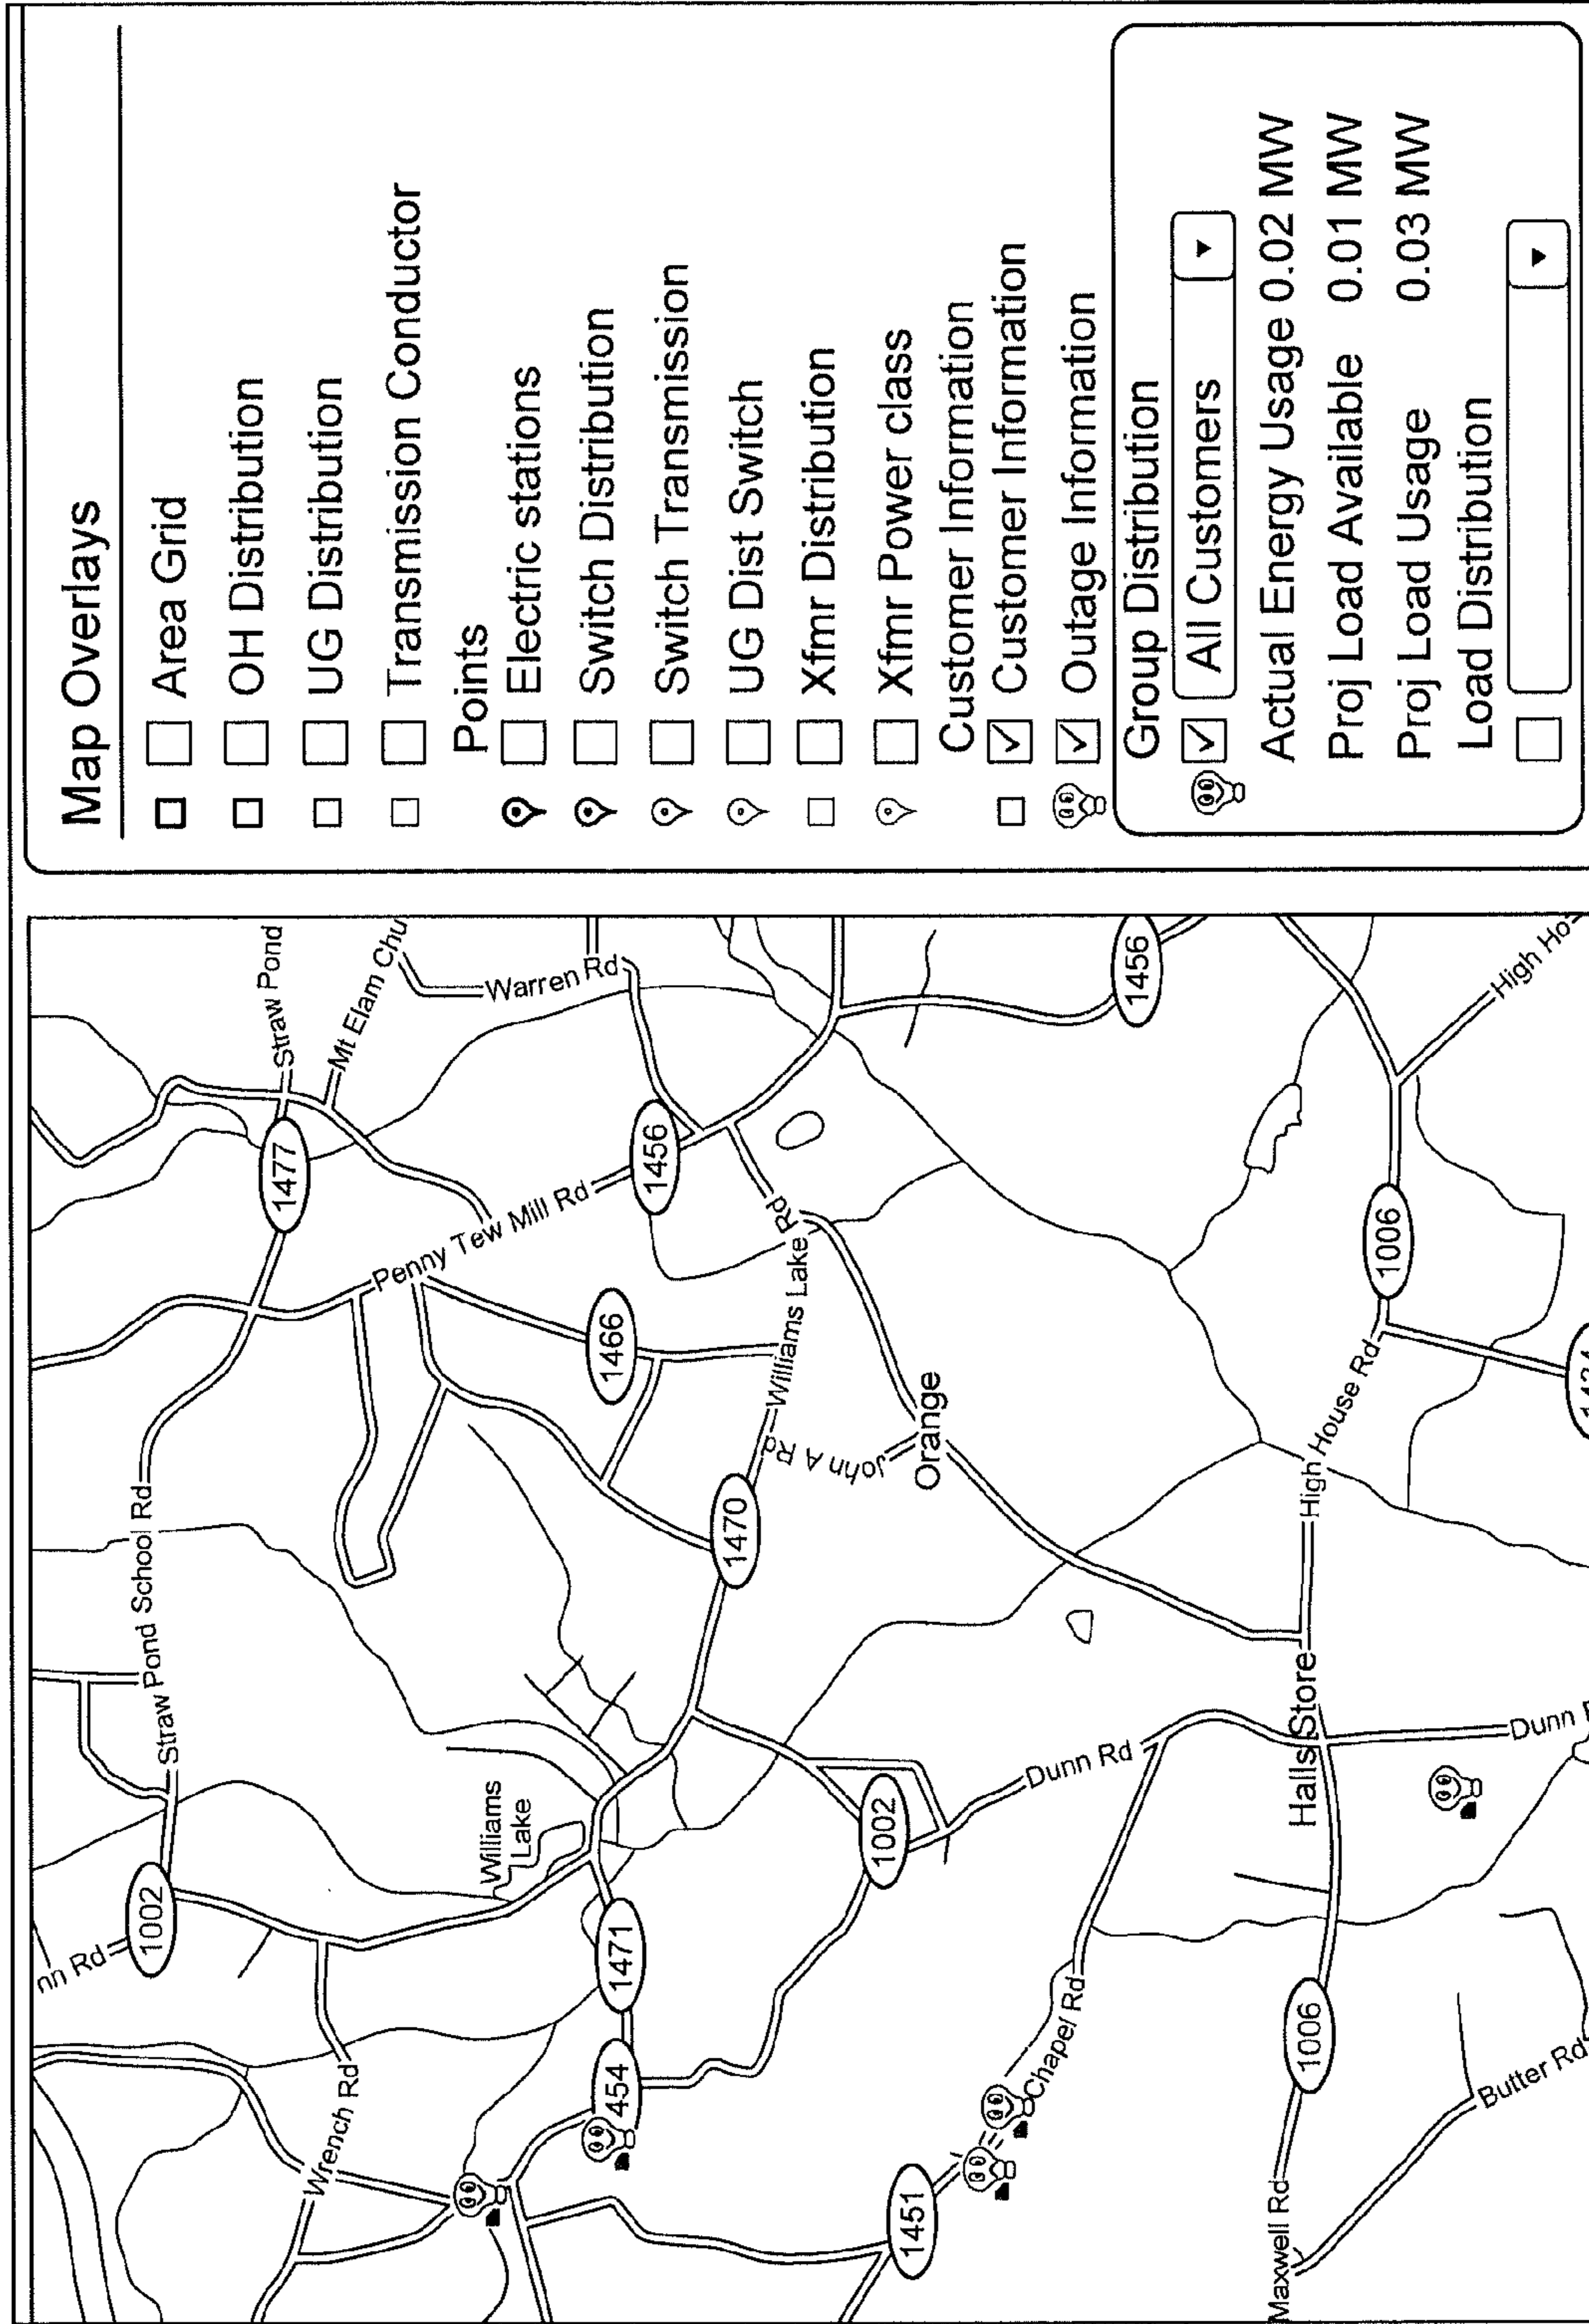 Map Overlays
Area Grid
OH Distribution
UG Distribution
Transmission Conductor
Points
Electric stations
Switch Distribution
Switch Transmission
UG Dist Switch
Xfmr Distribution
Xfmr Power class
Customer Information
Customer Information
Outage Information
Group Distribution
All Customers
Actual Energy Usage 0.02 MW
Proj Load Available 0.01 MW
Proj Load Usage 0.03 MW
Load Distribution
nn Rd
1002
Straw Pond School Rd
1477
Straw Pond
Mt Elam Chu
Warren Rd
Wrench Rd
Penny Tew Mill Rd
Williams
Lake
454
1471
1466
1456
1470
Williams Lake Rd
John A Rd
Orange
1002
1451
Chapel Rd
Dunn Rd
1456
Maxwell Rd
1006
Halls Store
High House Rd
1006
Butter Rd
Dunn
High Ho